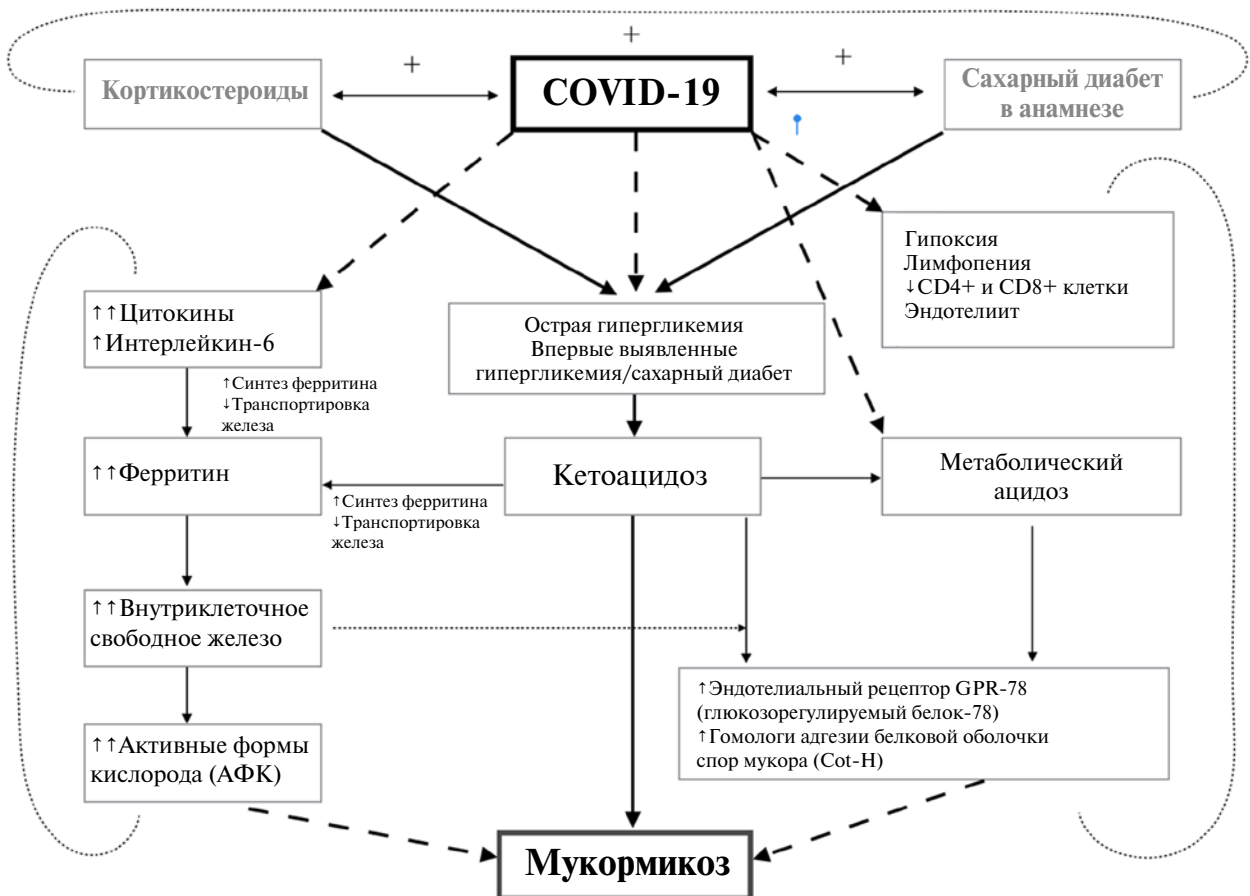 +
+
+
Кортикостероиды
COVID-19
Сахарный диабет
в анамнезе
Гипоксия
Лимфопения
↓CD4+ и CD8+ клетки
Эндотелиит
↑↑Цитокины
↑Интерлейкин-6
Острая гипергликемия
Впервые выявленные
гипергликемия/сахарный диабет
↑Синтез ферритина
↓Транспортировка
железа
↑↑Ферритин
Кетоацидоз
Метаболический
ацидоз
↑Синтез ферритина
↓Транспортировка
железа
↑↑Внутриклеточное
свободное железо
↑Эндотелиальный рецептор GPR-78
(глюкозорегулируемый белок-78)
↑Гомологи адгезии белковой оболочки
спор мукора (Cot-H)
↑↑Активные формы
кислорода (АФК)
Мукормикоз